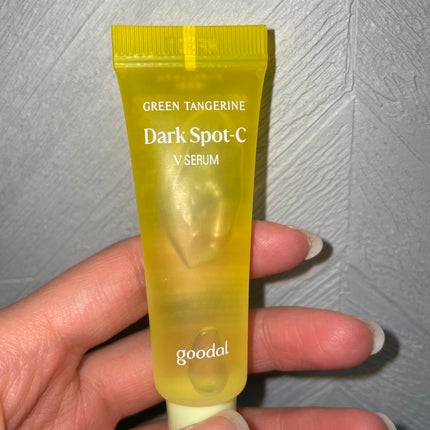 GREEN TANGERINE
Dark Spot-C
V SERUM
goodal